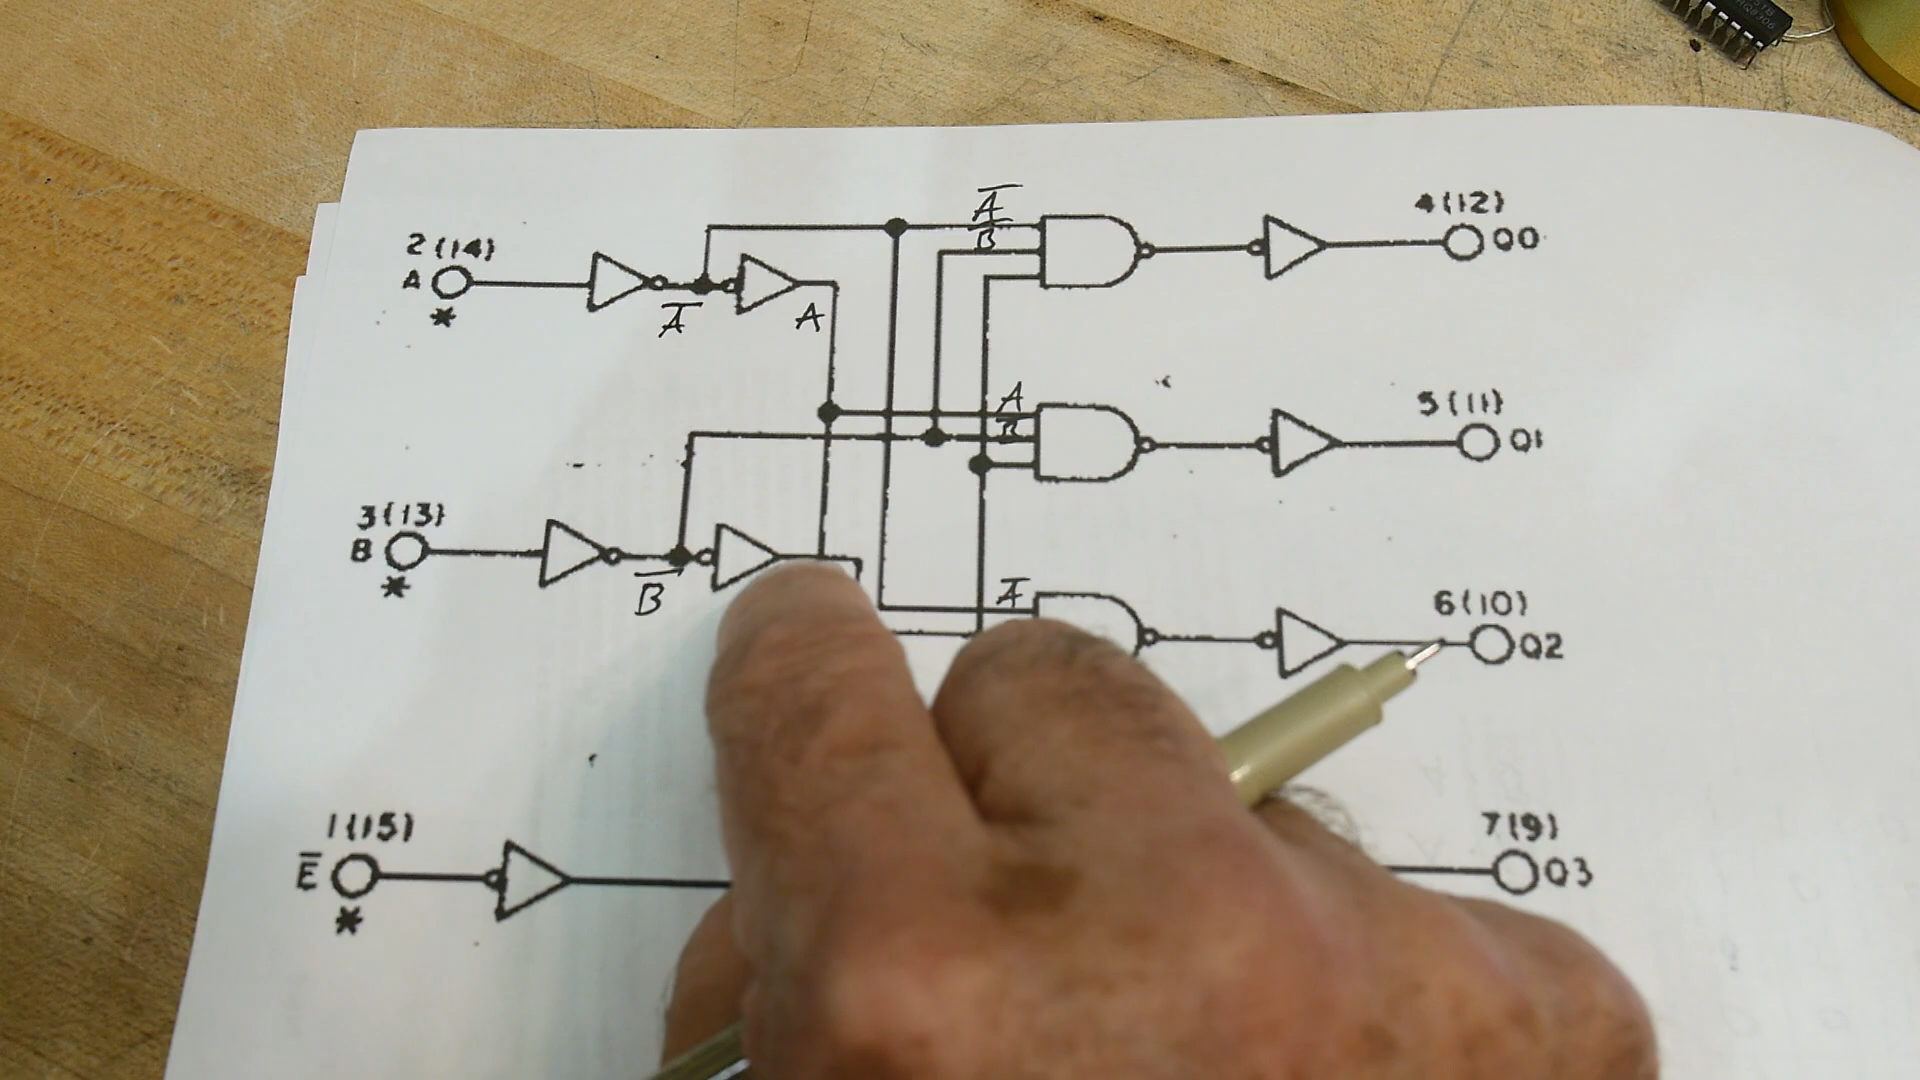 4(12)
Q0
2(14)
A
*
A̅
B̅
A̅
A
5(11)
Q1
A
B̅
3(13)
B
*
B̅
A̅
6(10)
Q2
1(15)
E̅
*
7(9)
Q3